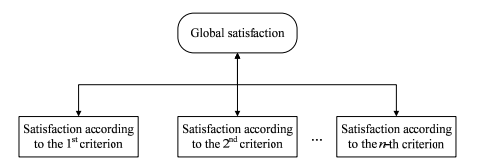 Global satisfaction
Satisfaction according
to the 1st criterion
Satisfaction according
to the 2nd criterion
...
Satisfaction according
to the n-th criterion